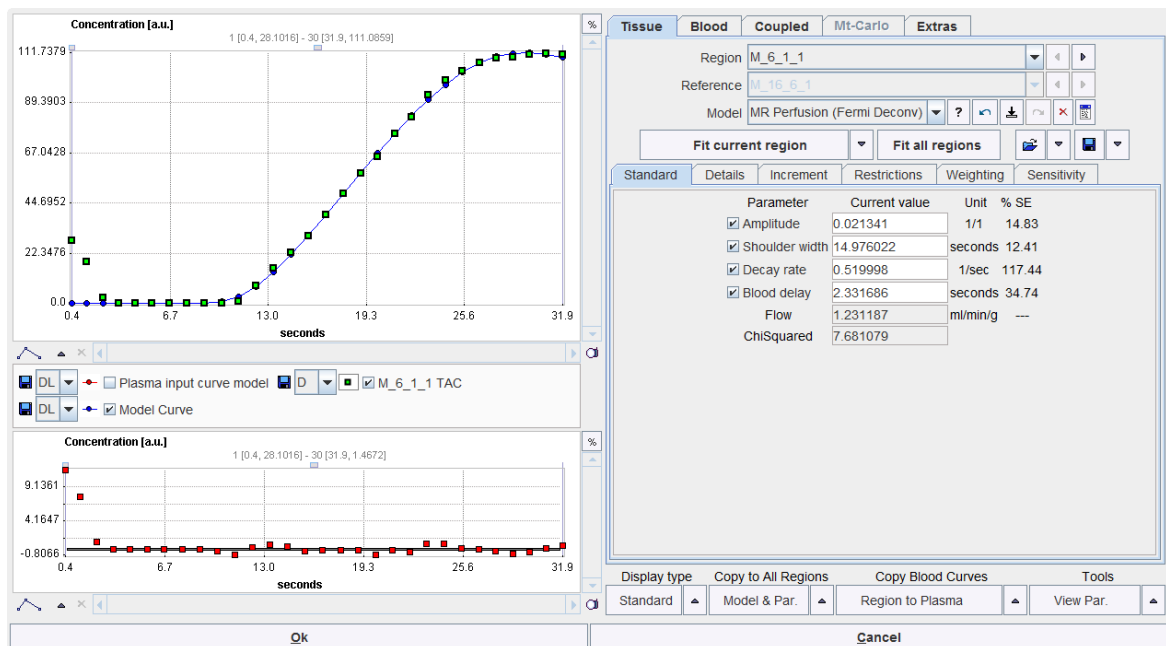 Concentration [a.u.]
1 [0.4, 28.1016] - 30 [31.9, 111.0859]
%
111.7379
89.3903
67.0428
44.6952
22.3476
0.0
0.4 6.7 13.0 19.3 25.6 31.9
seconds
DL Plasma input curve model D M_6_1_1 TAC
DL Model Curve
Concentration [a.u.]
1 [0.4, 28.1016] - 30 [31.9, 1.4672]
%
9.1361
4.1647
-0.8066
0.4 6.7 13.0 19.3 25.6 31.9
seconds
Tissue Blood Coupled Mt-Carlo Extras
Region M_6_1_1
Reference M_16_6_1
Model MR Perfusion (Fermi Deconv) ?
Fit current region Fit all regions
Standard Details Increment Restrictions Weighting Sensitivity
Parameter Current value Unit % SE
Amplitude 0.021341 1/1 14.83
Shoulder width 14.976022 seconds 12.41
Decay rate 0.519998 1/sec 117.44
Blood delay 2.331686 seconds 34.74
Flow 1.231187 ml/min/g ---
ChiSquared 7.681079
Display type Copy to All Regions Copy Blood Curves Tools
Standard Model & Par. Region to Plasma View Par.
Ok Cancel